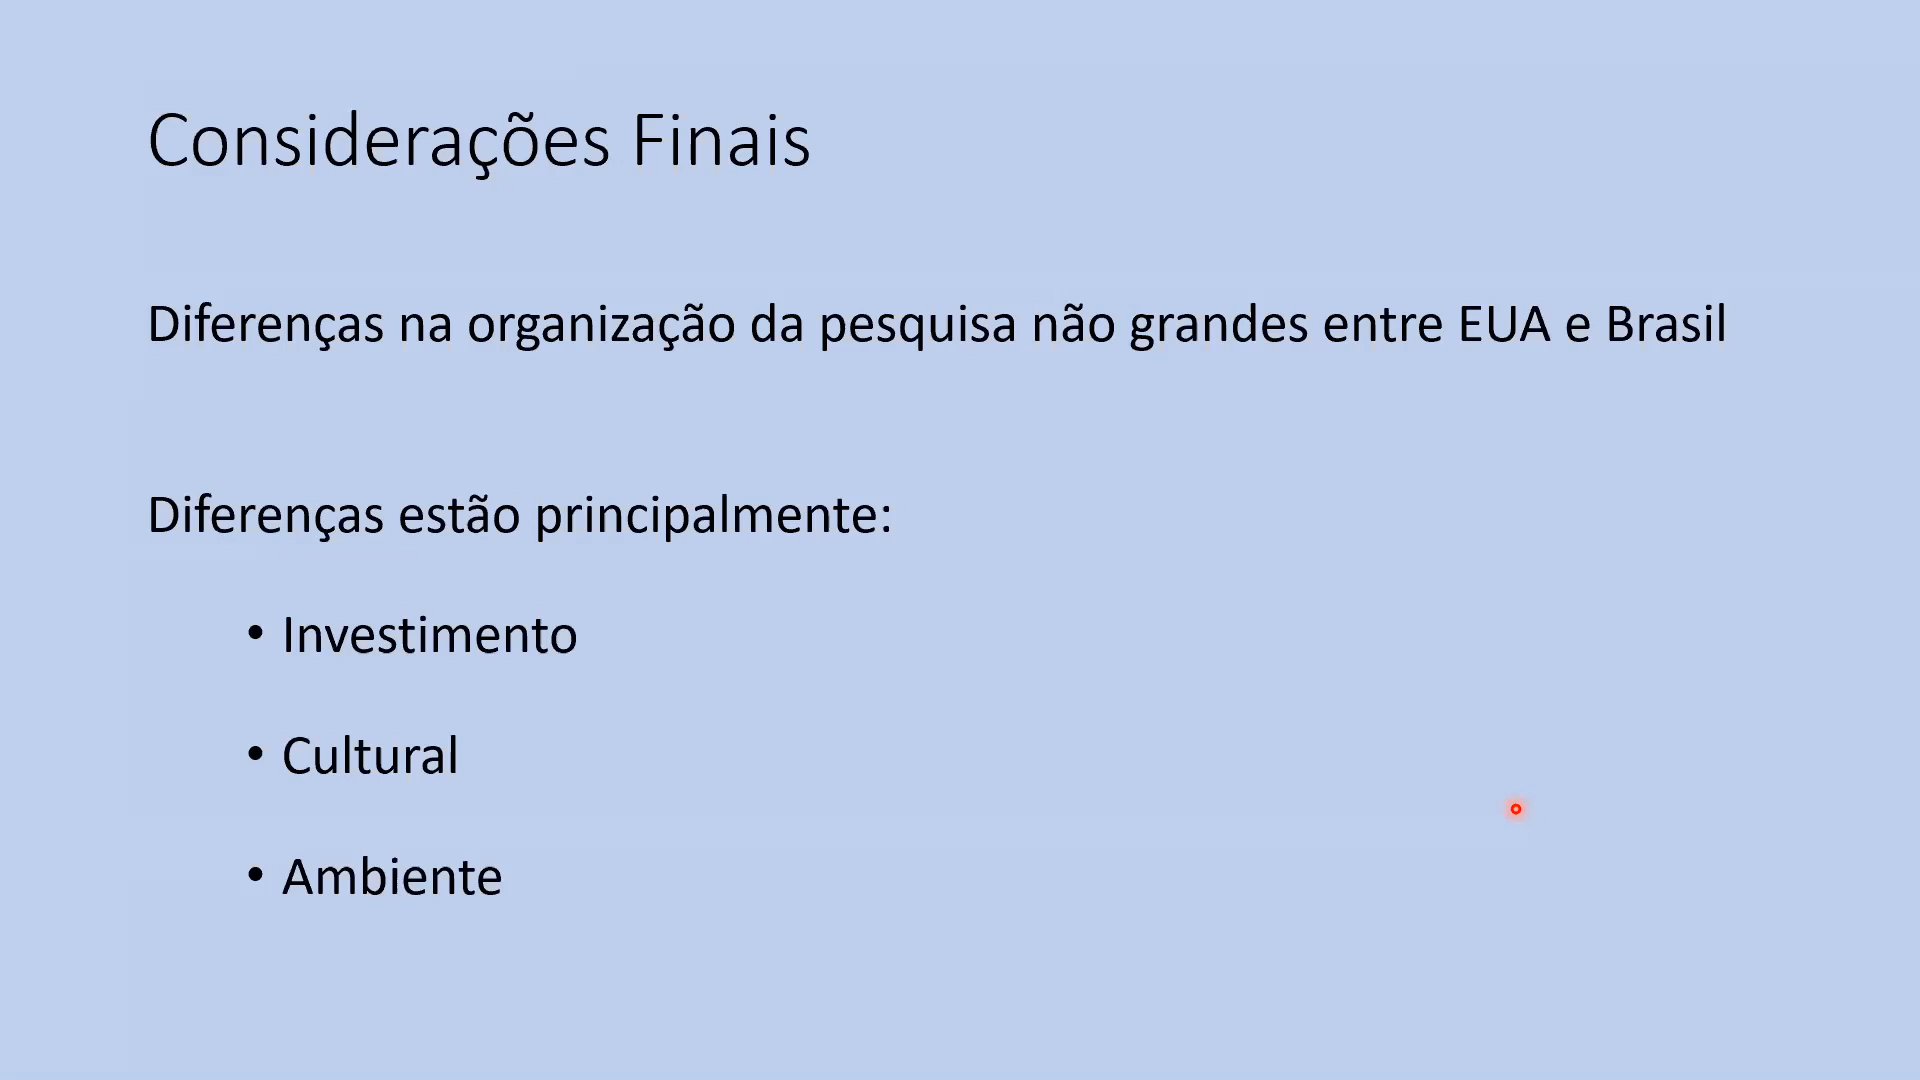 Considerações Finais
Diferenças na organização da pesquisa não grandes entre EUA e Brasil
Diferenças estão principalmente:
• Investimento
• Cultural
• Ambiente